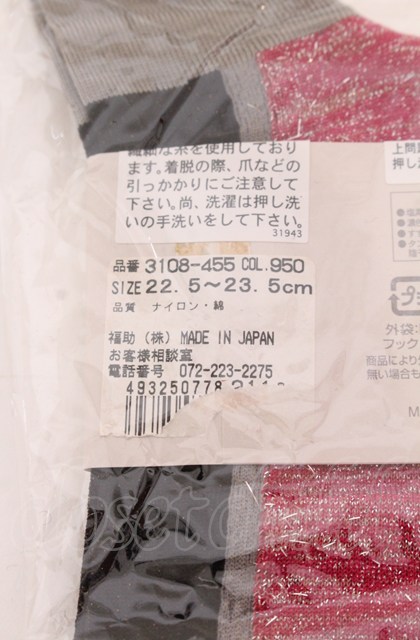 繊細な糸を使用しており
ます。着脱の際、爪などの
引っかかりにご注意して
下さい。尚、洗濯は押し洗
いの手洗いをして下さい。
31943
上問
押し
品番 3108-455 COL.950
SIZE 22.5〜23.5cm
品質 ナイロン・綿
福助（株） MADE IN JAPAN
お客様相談室
電話番号 072-223-2275
493250778
外袋:
フック
商品により
無い場合も
M